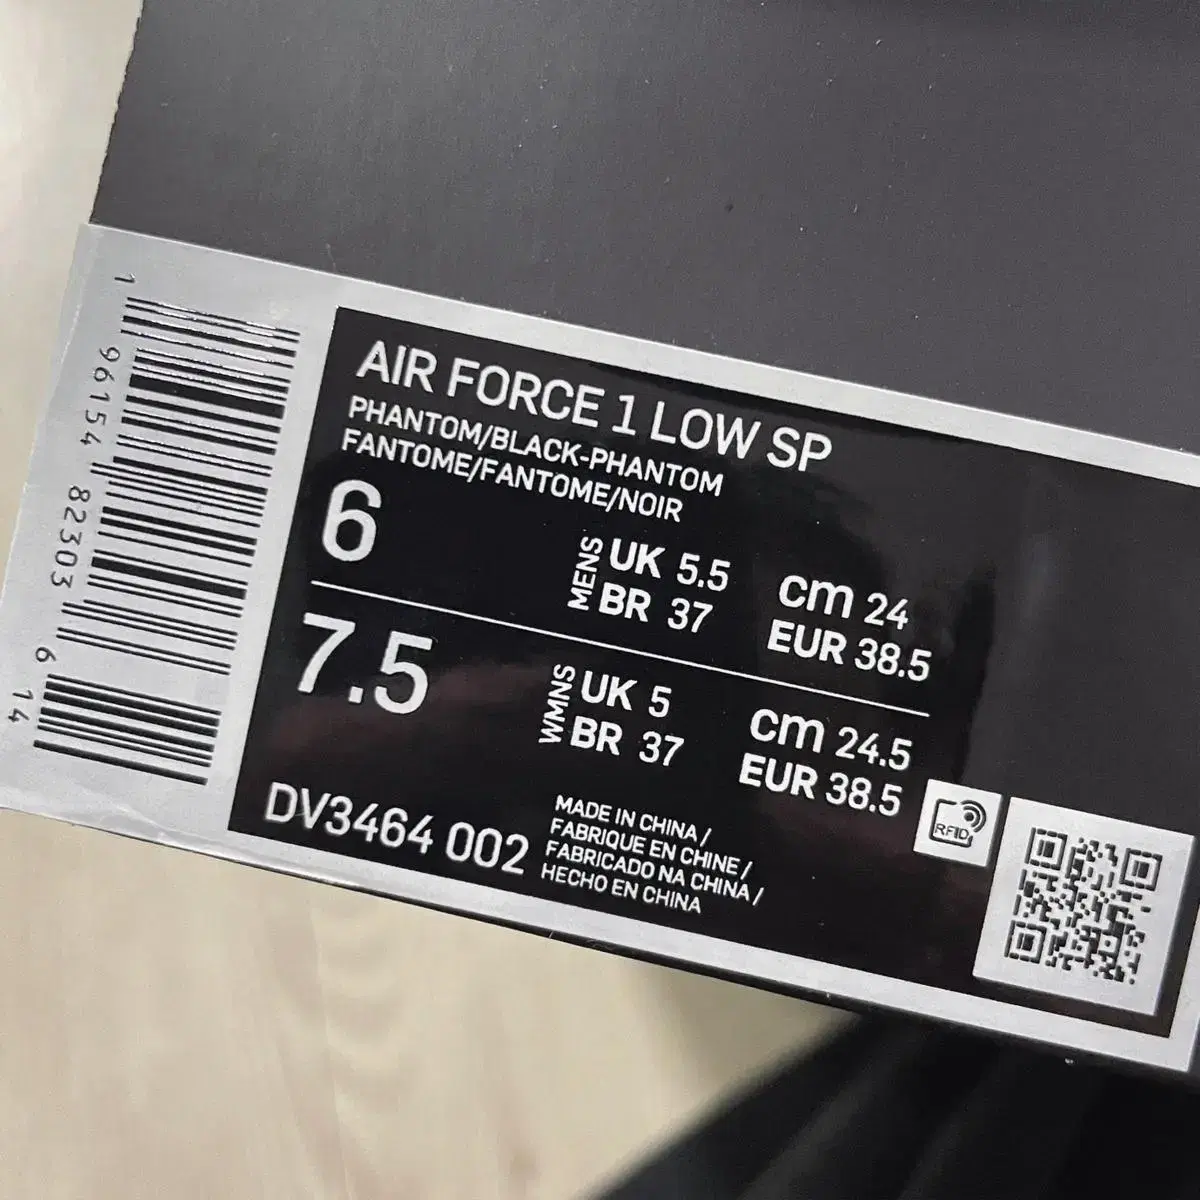 AIR FORCE 1 LOW SP
PHANTOM/BLACK-PHANTOM
FANTOME/FANTOME/NOIR
6
MENS
UK 5.5
BR 37
cm 24
EUR 38.5
7.5
WMNS
UK 5
BR 37
cm 24.5
EUR 38.5
DV3464 002
MADE IN CHINA /
FABRIQUE EN CHINE /
FABRICADO NA CHINA /
HECHO EN CHINA
RFID
1 96154 82303 6 14